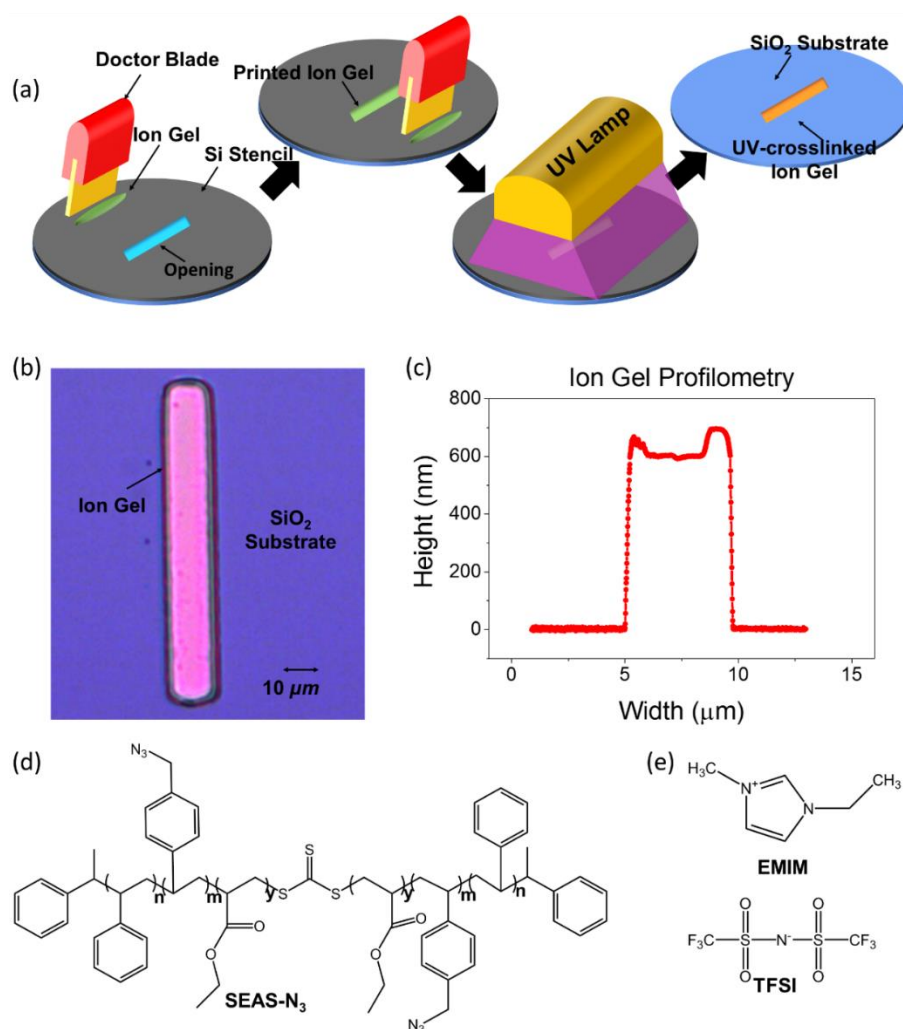 (a)
Doctor Blade
Ion Gel
Si Stencil
Opening
Printed Ion Gel
UV Lamp
SiO₂
Substrate
UV-crosslinked
Ion Gel
(b)
Ion Gel
SiO₂
Substrate
10 μm
(c)
Ion Gel Profilometry
Height (nm)
800
600
400
200
0
0
5
10
15
Width (μm)
(d)
N₃
S
n
m
y
S
S
y
m
n
O
O
O
O
N₃
SEAS-N₃
(e)
H₃C
N⁺
N
CH₃
EMIM
O
O
F₃C
S
N⁻
S
CF₃
O
O
TFSI